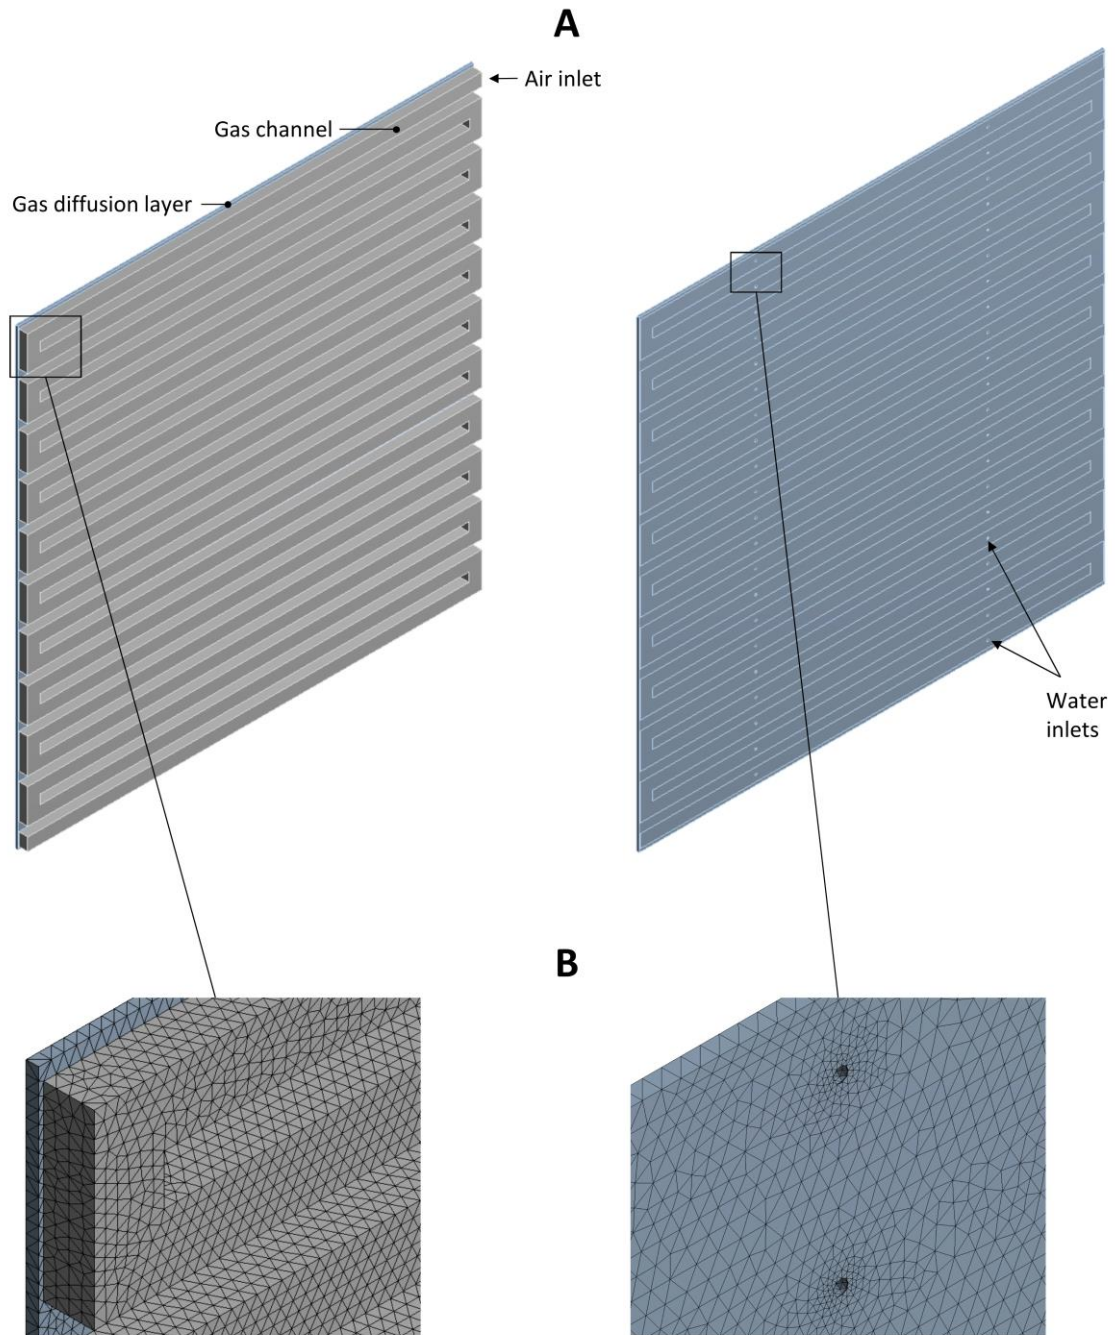 A
Air inlet
Gas channel
Gas diffusion layer
Water
inlets
B